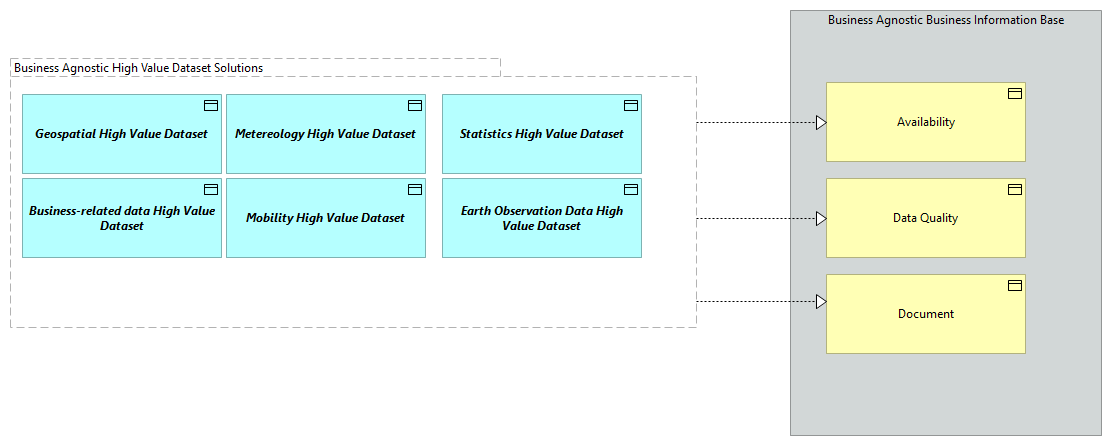 Business Agnostic Business Information Base
Business Agnostic High Value Dataset Solutions
Geospatial High Value Dataset
Metereology High Value Dataset
Statistics High Value Dataset
Business-related data High Value
Dataset
Mobility High Value Dataset
Earth Observation Data High
Value Dataset
Availability
Data Quality
Document